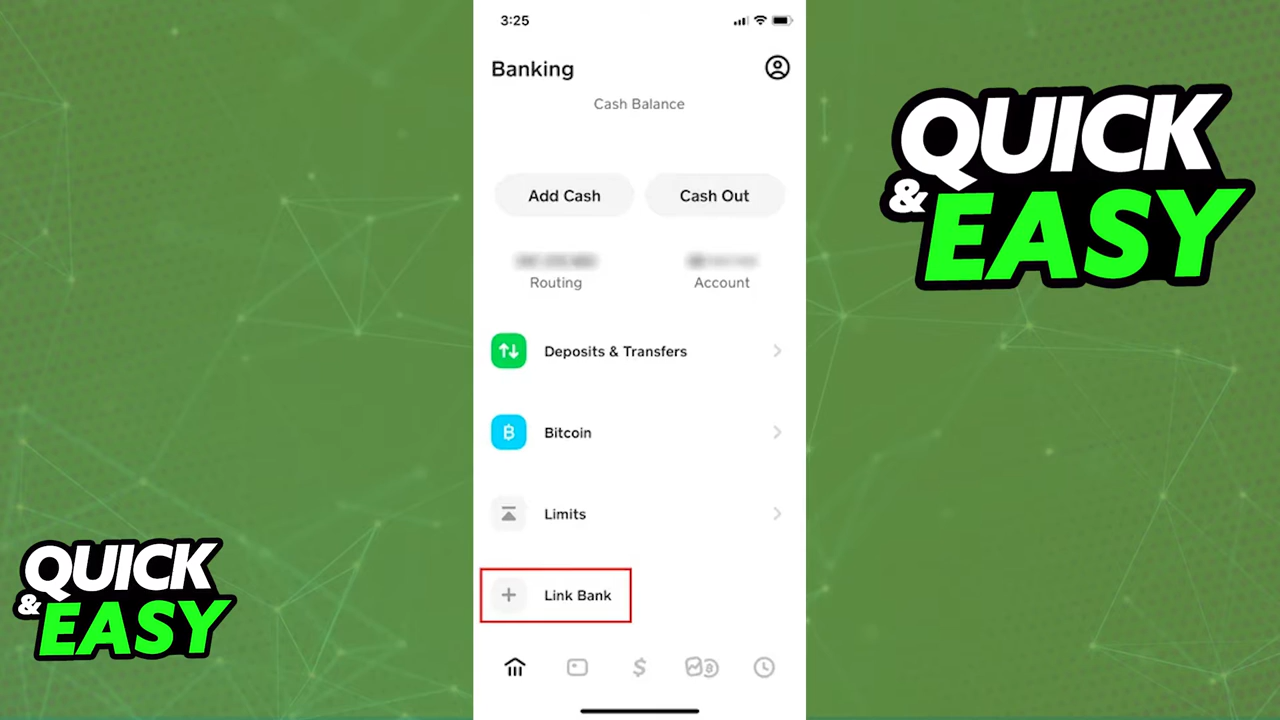 3:25
Banking
Cash Balance
Add Cash
Cash Out
Routing
Account
Deposits & Transfers
Bitcoin
Limits
Link Bank
QUICK
& EASY
QUICK
& EASY